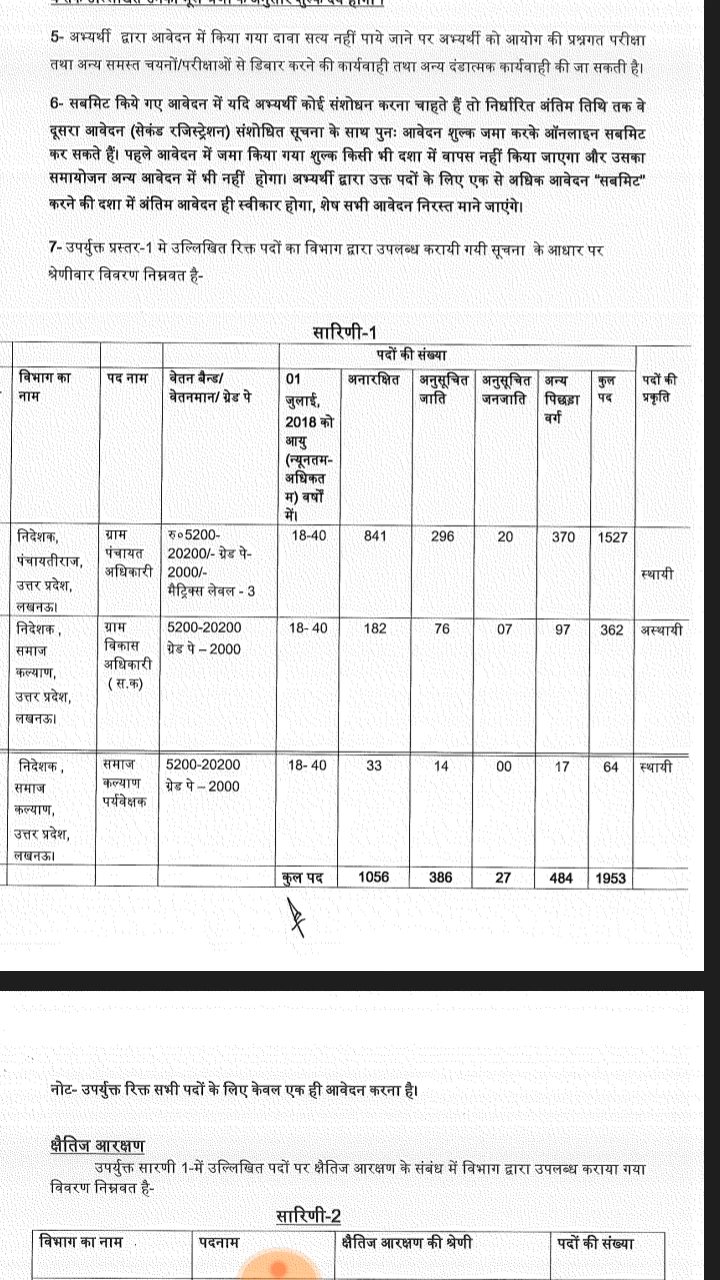 5- अभ्यर्थी द्वारा आवेदन में किया गया दावा सत्य नहीं पाये जाने पर अभ्यर्थी को आयोग की प्रश्नगत परीक्षा
तथा अन्य समस्त चयनों/परीक्षाओं से डिबार करने की कार्यवाही तथा अन्य दंडात्मक कार्यवाही की जा सकती है।
6- सबमिट किये गए आवेदन में यदि अभ्यर्थी कोई संशोधन करना चाहते हैं तो निर्धारित अंतिम तिथि तक वे
दूसरा आवेदन (सेकंड रजिस्ट्रेशन) संशोधित सूचना के साथ पुनः आवेदन शुल्क जमा करके ऑनलाइन सबमिट
कर सकते हैं। पहले आवेदन में जमा किया गया शुल्क किसी भी दशा में वापस नहीं किया जाएगा और उसका
समायोजन अन्य आवेदन में भी नहीं होगा। अभ्यर्थी द्वारा उक्त पदों के लिए एक से अधिक आवेदन "सबमिट"
करने की दशा में अंतिम आवेदन ही स्वीकार होगा, शेष सभी आवेदन निरस्त माने जाएंगे।
7- उपर्युक्त प्रस्तर-1 मे उल्लिखित रिक्त पदों का विभाग द्वारा उपलब्ध करायी गयी सूचना के आधार पर
श्रेणीवार विवरण निम्नवत है-
सारिणी-1
पदों की संख्या
विभाग का नाम पद नाम वेतन बैन्ड/ वेतनमान/ ग्रेड पे 01 जुलाई, 2018 को आयु (न्यूनतम-अधिकतम) वर्षों में। अनारक्षित अनुसूचित जाति अनुसूचित जनजाति अन्य पिछड़ा वर्ग कुल पद पदों की प्रकृति
निदेशक, ग्राम रु०5200- 18-40 841 296 20 370 1527
पंचायतीराज, पंचायत 20200/- ग्रेड पे-
उत्तर प्रदेश, अधिकारी 2000/- स्थायी
लखनऊ। मैट्रिक्स लेवल - 3
निदेशक , ग्राम 5200-20200 18- 40 182 76 07 97 362 अस्थायी
समाज विकास ग्रेड पे – 2000
कल्याण, अधिकारी
उत्तर प्रदेश, ( स.क)
लखनऊ।
निदेशक , समाज 5200-20200 18- 40 33 14 00 17 64 स्थायी
समाज कल्याण ग्रेड पे – 2000
कल्याण, पर्यवेक्षक
उत्तर प्रदेश,
लखनऊ।
कुल पद 1056 386 27 484 1953
नोट- उपर्युक्त रिक्त सभी पदों के लिए केवल एक ही आवेदन करना है।
क्षैतिज आरक्षण
उपर्युक्त सारणी 1-में उल्लिखित पदों पर क्षैतिज आरक्षण के संबंध में विभाग द्वारा उपलब्ध कराया गया
विवरण निम्नवत है-
सारिणी-2
विभाग का नाम पदनाम क्षैतिज आरक्षण की श्रेणी पदों की संख्या